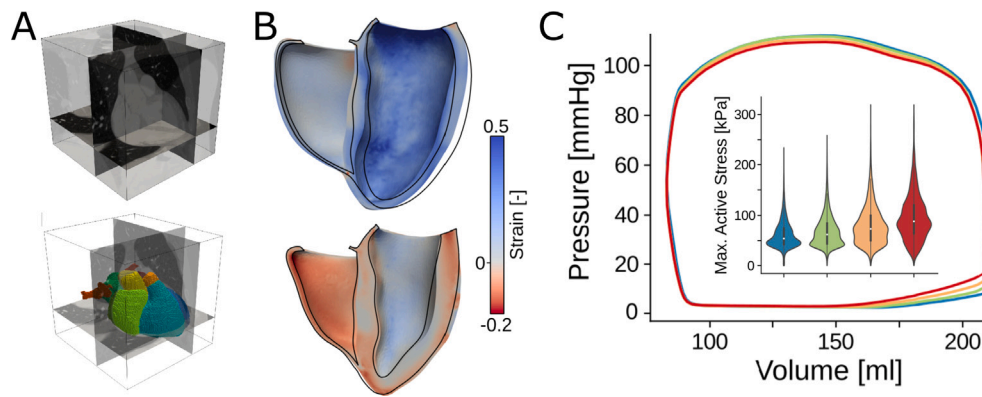 A
B
C
0.5
Strain [-]
0
-0.2
Pressure [mmHg]
100
80
60
40
20
0
Max. Active Stress [kPa]
300
200
100
0
100
150
200
Volume [ml]